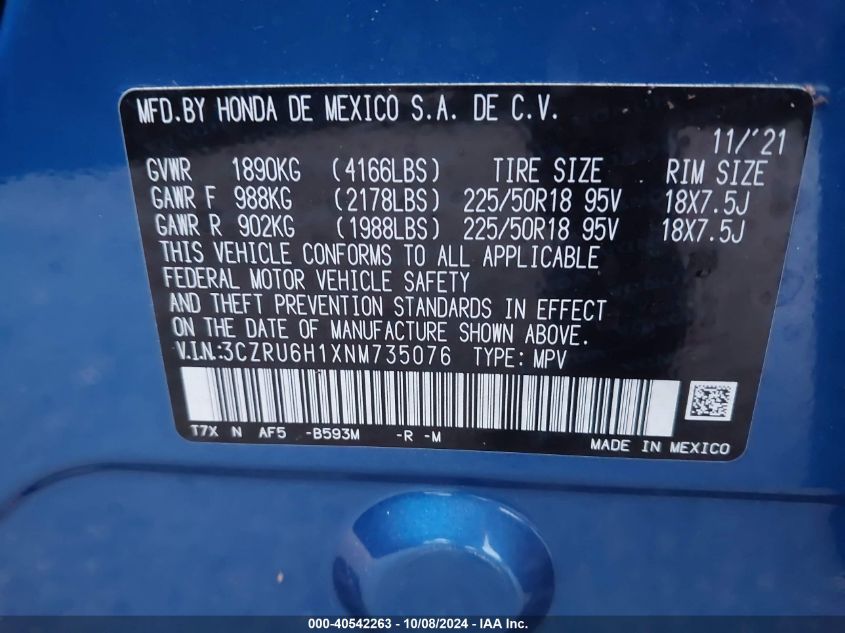 MFD.BY HONDA DE MEXICO S.A. DE C.V.
11/'21
GVWR 1890KG (4166LBS) TIRE SIZE RIM SIZE
GAWR F 988KG (2178LBS) 225/50R18 95V 18X7.5J
GAWR R 902KG (1988LBS) 225/50R18 95V 18X7.5J
THIS VEHICLE CONFORMS TO ALL APPLICABLE
FEDERAL MOTOR VEHICLE SAFETY
AND THEFT PREVENTION STANDARDS IN EFFECT
ON THE DATE OF MANUFACTURE SHOWN ABOVE.
V.I.N.:3CZRU6H1XNM735076 TYPE: MPV
T7X N AF5 -B593M -R -M
MADE IN MEXICO
000-40542263 - 10/08/2024 - IAA Inc.